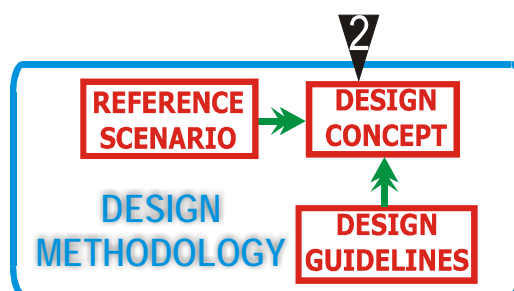 2
REFERENCE
SCENARIO
DESIGN
CONCEPT
DESIGN
METHODOLOGY
DESIGN
GUIDELINES